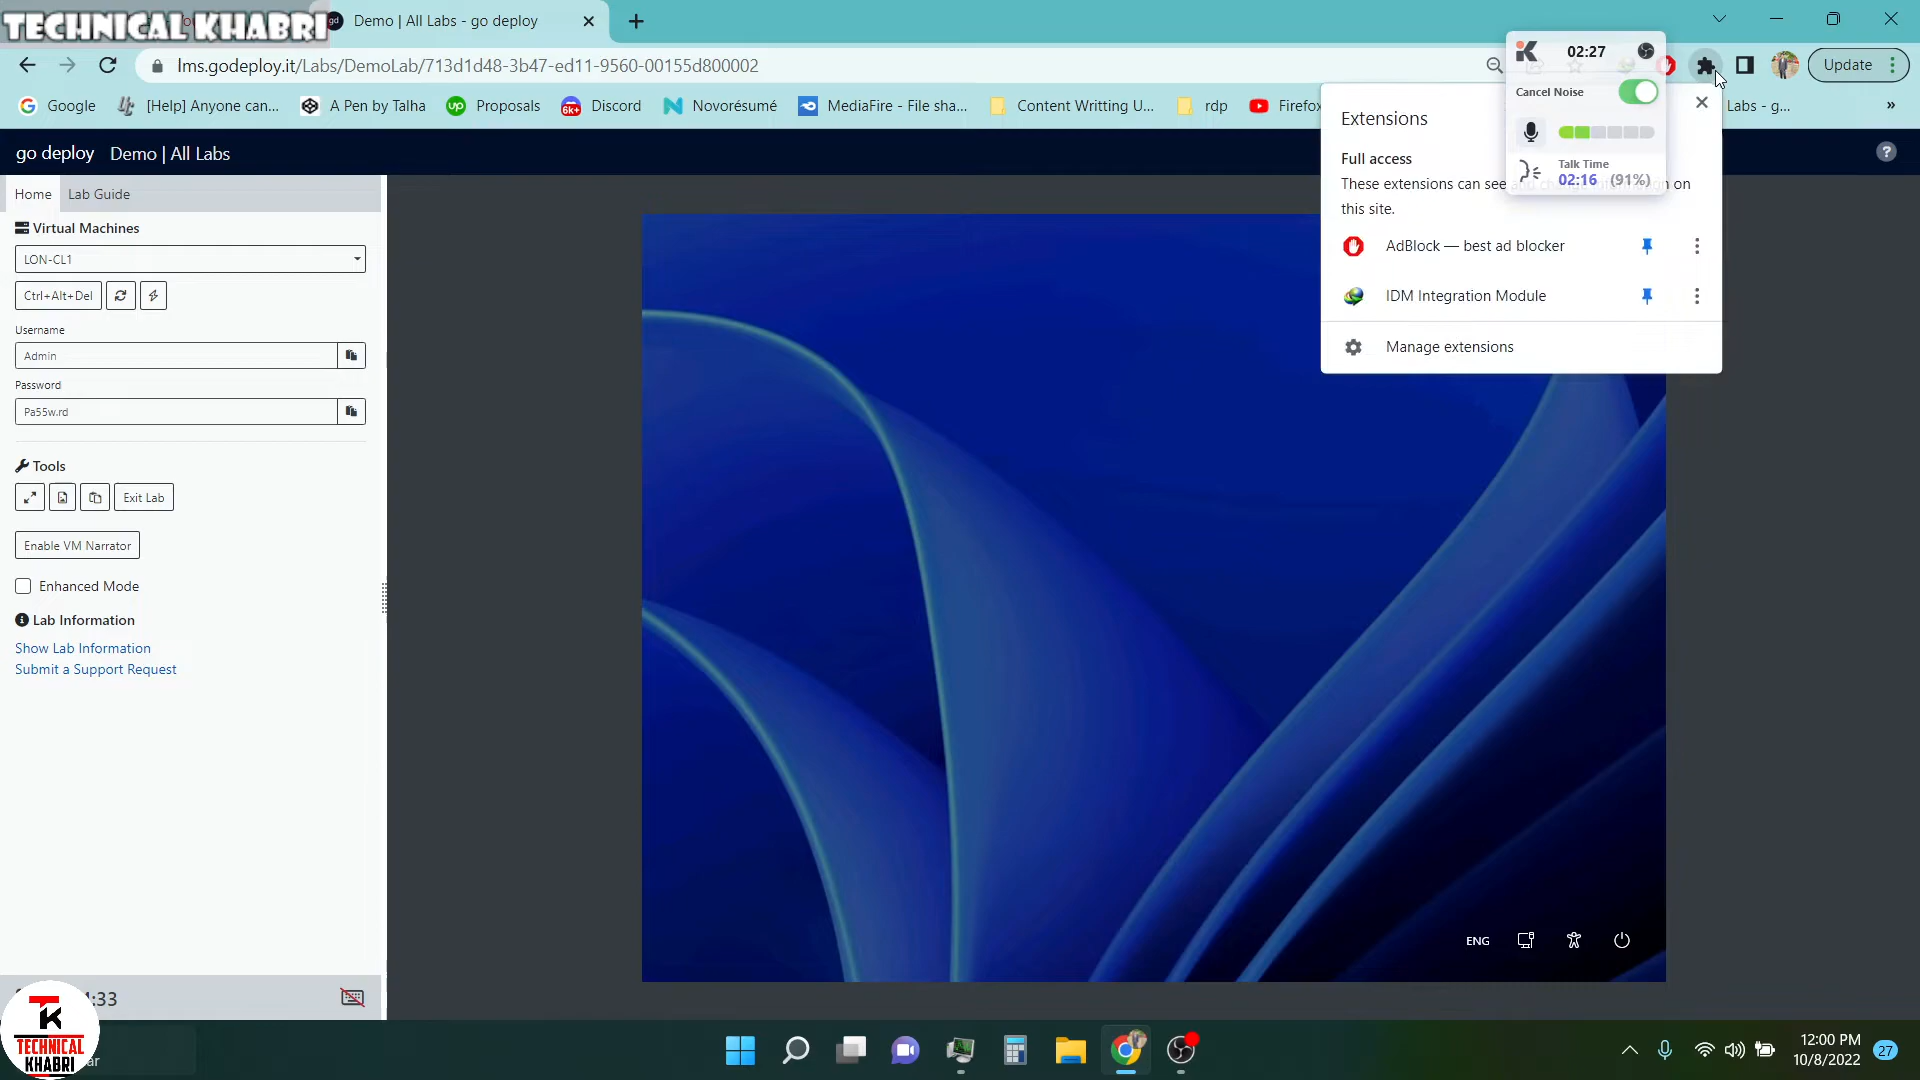 TECHNICAL KHABRI
Demo | All Labs - go deploy
lms.godeploy.it/Labs/DemoLab/713d1d48-3b47-ed11-9560-00155d800002
Update
Google
[Help] Anyone can...
A Pen by Talha
Proposals
Discord
Novorésumé
MediaFire - File sha...
Content Writting U...
rdp
Firefox
Labs - g...
»
02:27
Cancel Noise
Talk Time
02:16 (91%)
Extensions
Full access
These extensions can see and change information on
this site.
AdBlock — best ad blocker
IDM Integration Module
Manage extensions
go deploy Demo | All Labs
Home Lab Guide
Virtual Machines
LON-CL1
Ctrl+Alt+Del
Username
Admin
Password
Pa55w.rd
Tools
Exit Lab
Enable VM Narrator
Enhanced Mode
Lab Information
Show Lab Information
Submit a Support Request
:33
ENG
TECHNICAL
KHABRI
12:00 PM
10/8/2022
27